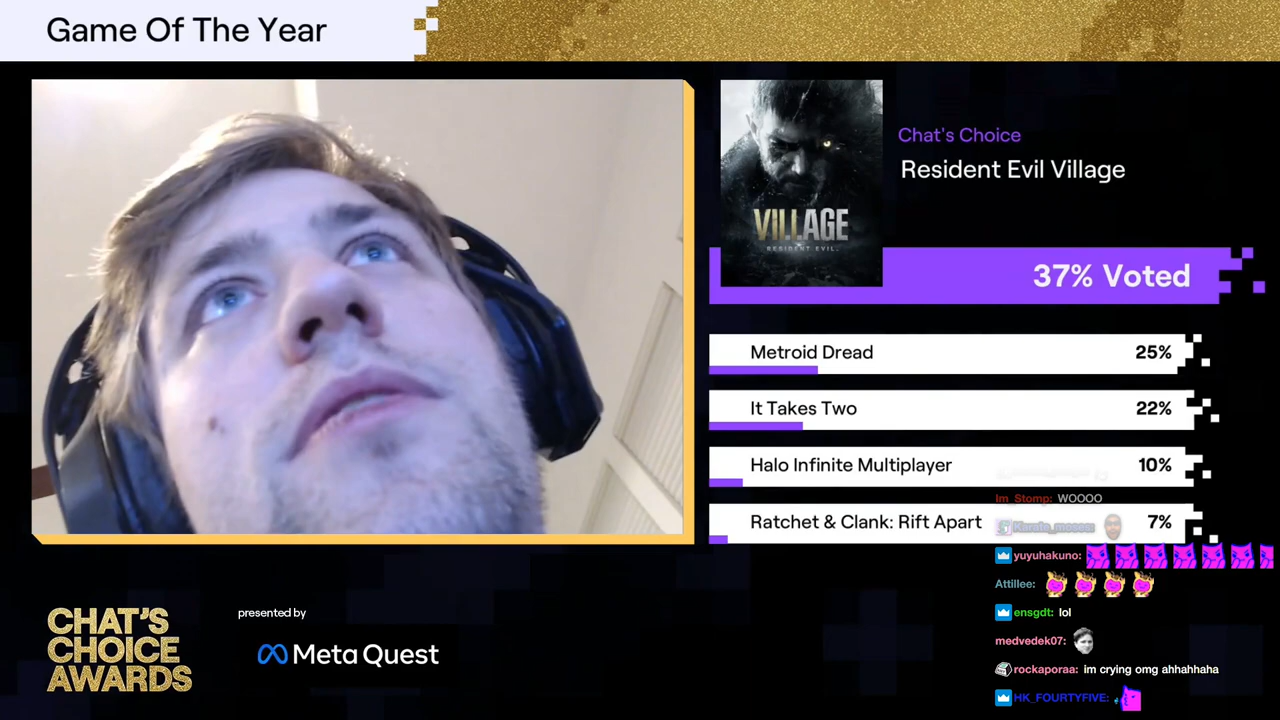 Game Of The Year
Chat's Choice
Resident Evil Village
VILLAGE
RESIDENT EVIL.
37% Voted
Metroid Dread 25%
It Takes Two 22%
Halo Infinite Multiplayer 10%
Ratchet & Clank: Rift Apart 7%
Im_Stomp: WOOOO
Karate_moses:
yuyuhakuno:
Attillee:
ensgdt: lol
medvedek07:
rockaporaa: im crying omg ahhahhaha
HK_FOURTYFIVE:
CHAT'S
CHOICE
AWARDS
presented by
Meta Quest